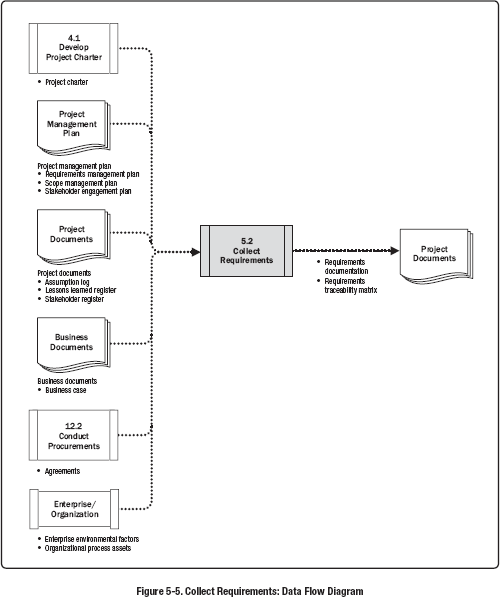 4.1
Develop
Project Charter
• Project charter
Project
Management
Plan
Project management plan
• Requirements management plan
• Scope management plan
• Stakeholder engagement plan
Project
Documents
Project documents
• Assumption log
• Lessons learned register
• Stakeholder register
Business
Documents
Business documents
• Business case
12.2
Conduct
Procurements
• Agreements
Enterprise/
Organization
• Enterprise environmental factors
• Organizational process assets
5.2
Collect
Requirements
• Requirements
documentation
• Requirements
traceability matrix
Project
Documents
Figure 5-5. Collect Requirements: Data Flow Diagram